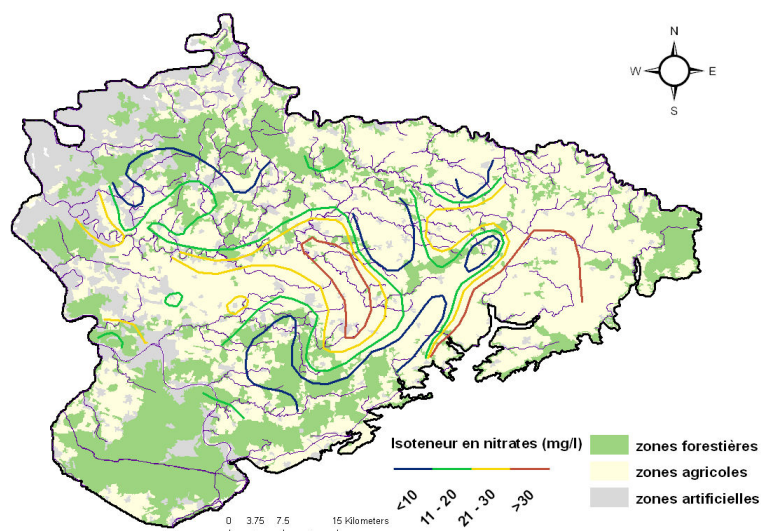 N
W E
S
Isoteneur en nitrates (mg/l)
<10
11 - 20
21 - 30
>30
zones forestières
zones agricoles
zones artificielles
0 3.75 7.5 15 Kilometers